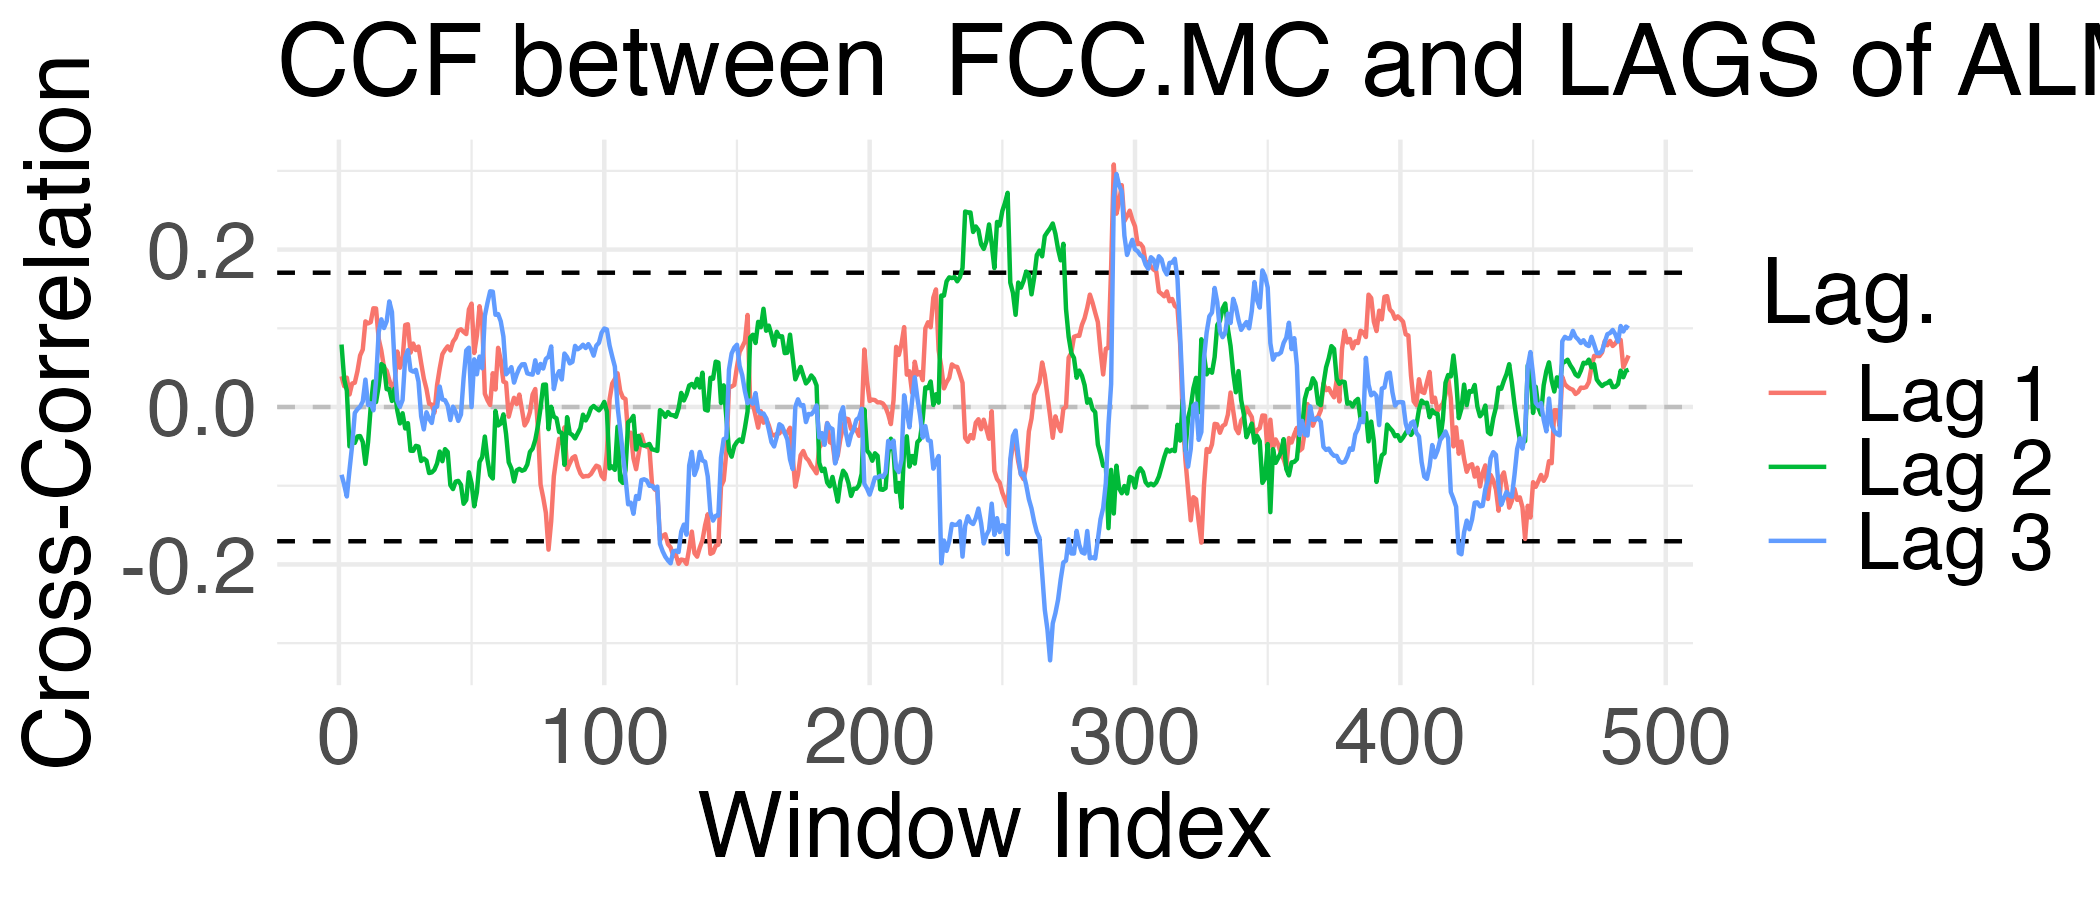 CCF between  FCC.MC and LAGS of
Cross-Correlation
0.2
0.0
-0.2
0 100 200 300 400 500
Window Index
Lag.
Lag 1
Lag 2
Lag 3